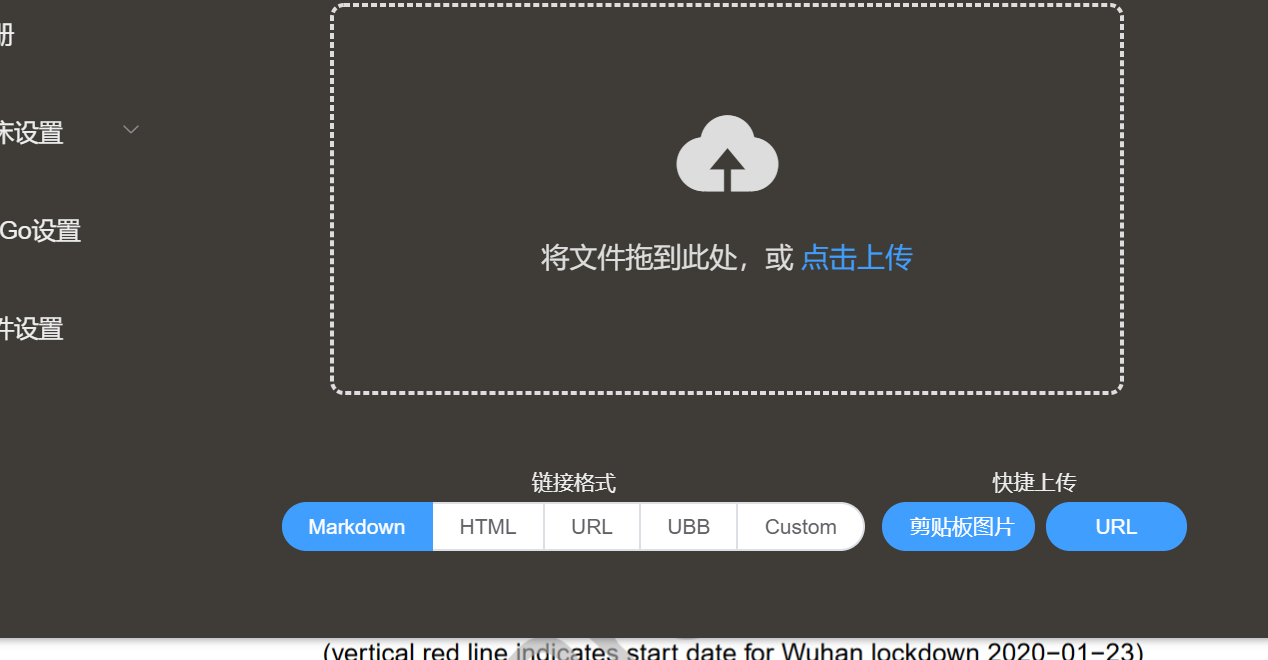 册
床设置
Go设置
件设置
将文件拖到此处，或 点击上传
链接格式
快捷上传
Markdown HTML URL UBB Custom
剪贴板图片 URL
(vertical red line indicates start date for Wuhan lockdown 2020−01−23)